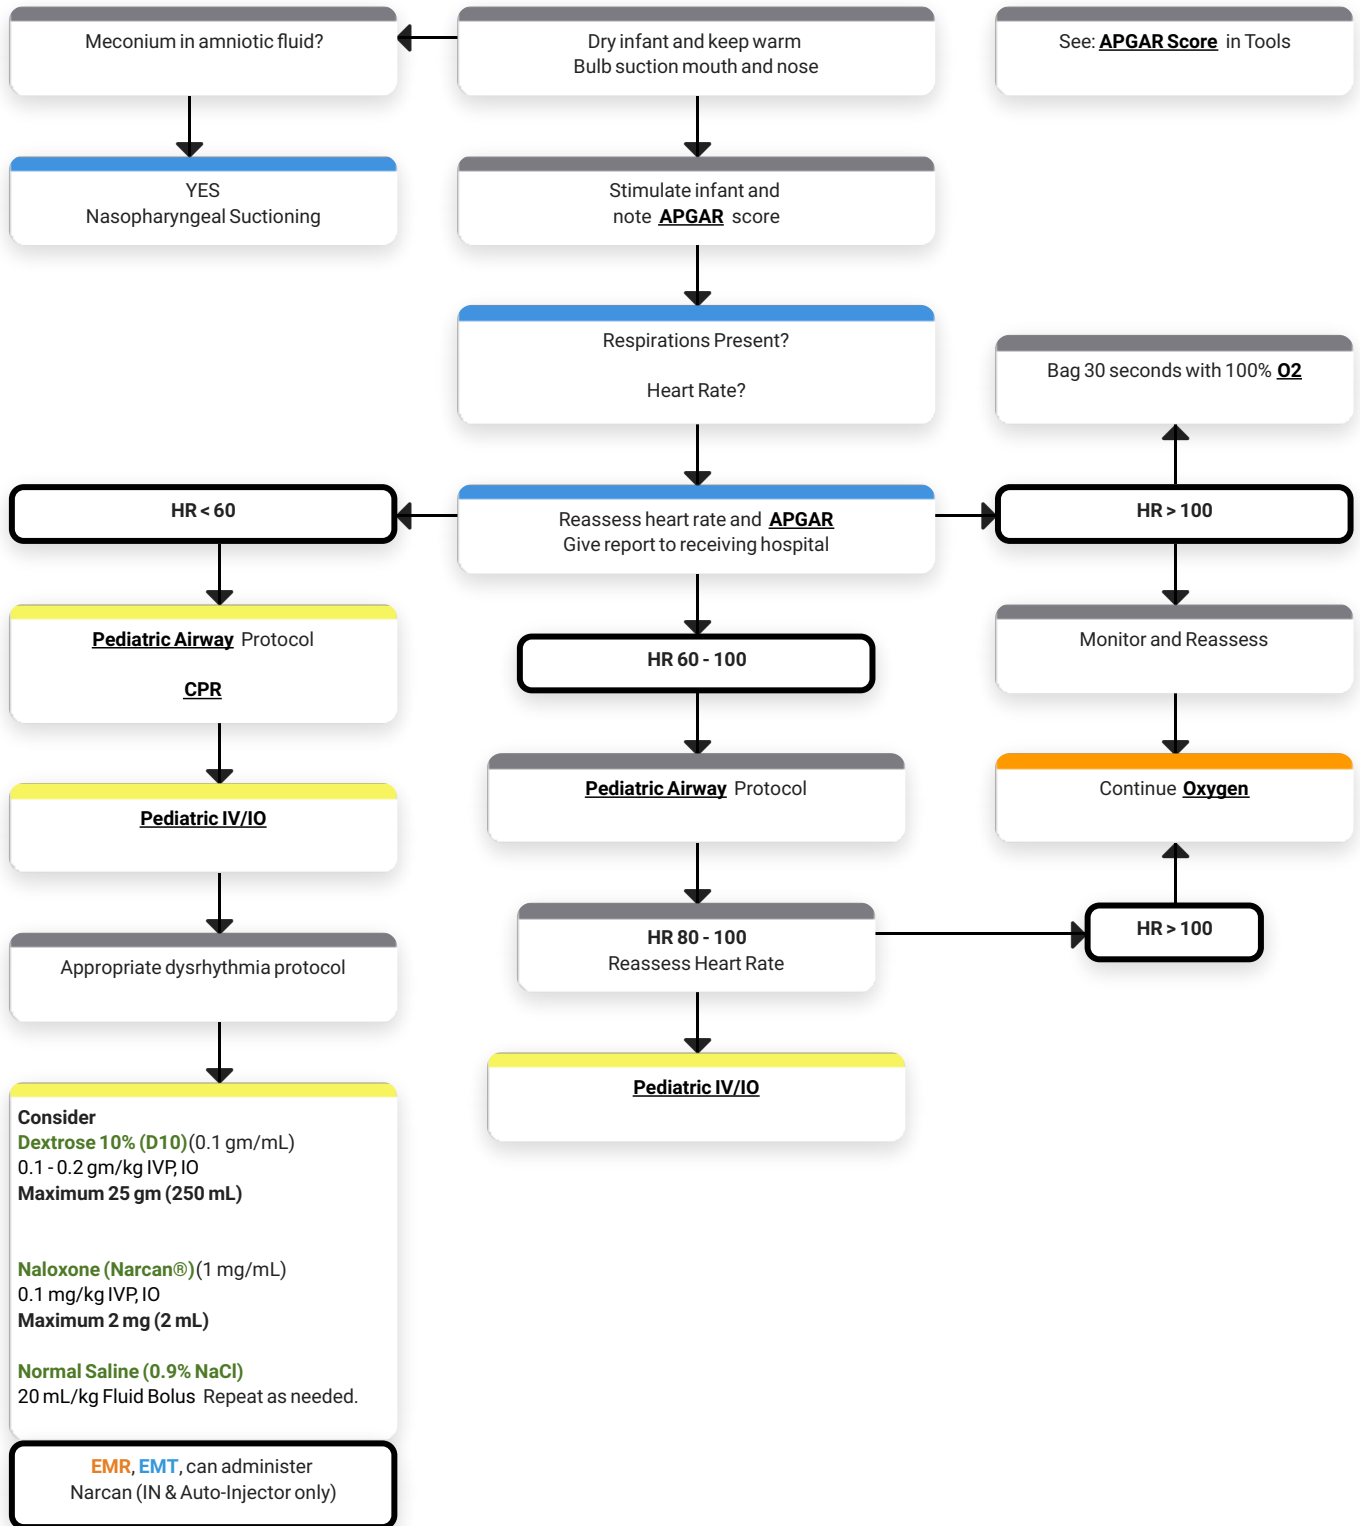 Meconium in amniotic fluid?
Dry infant and keep warm
Bulb suction mouth and nose
See: APGAR Score in Tools
YES
Nasopharyngeal Suctioning
Stimulate infant and
note APGAR score
Respirations Present?
Heart Rate?
Bag 30 seconds with 100% O2
HR < 60
Reassess heart rate and APGAR
Give report to receiving hospital
HR > 100
Pediatric Airway Protocol
CPR
HR 60 - 100
Monitor and Reassess
Pediatric IV/IO
Pediatric Airway Protocol
Continue Oxygen
Appropriate dysrhythmia protocol
HR 80 - 100
Reassess Heart Rate
HR > 100
Pediatric IV/IO
Consider
Dextrose 10% (D10)(0.1 gm/mL)
0.1 - 0.2 gm/kg IVP, IO
Maximum 25 gm (250 mL)
Naloxone (Narcan®)(1 mg/mL)
0.1 mg/kg IVP, IO
Maximum 2 mg (2 mL)
Normal Saline (0.9% NaCl)
20 mL/kg Fluid Bolus Repeat as needed.
EMR, EMT, can administer
Narcan (IN & Auto-Injector only)